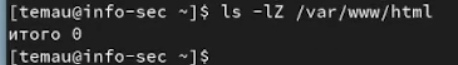 [temau@info-sec ~]$ ls -lZ /var/www/html
итого 0
[temau@info-sec ~]$